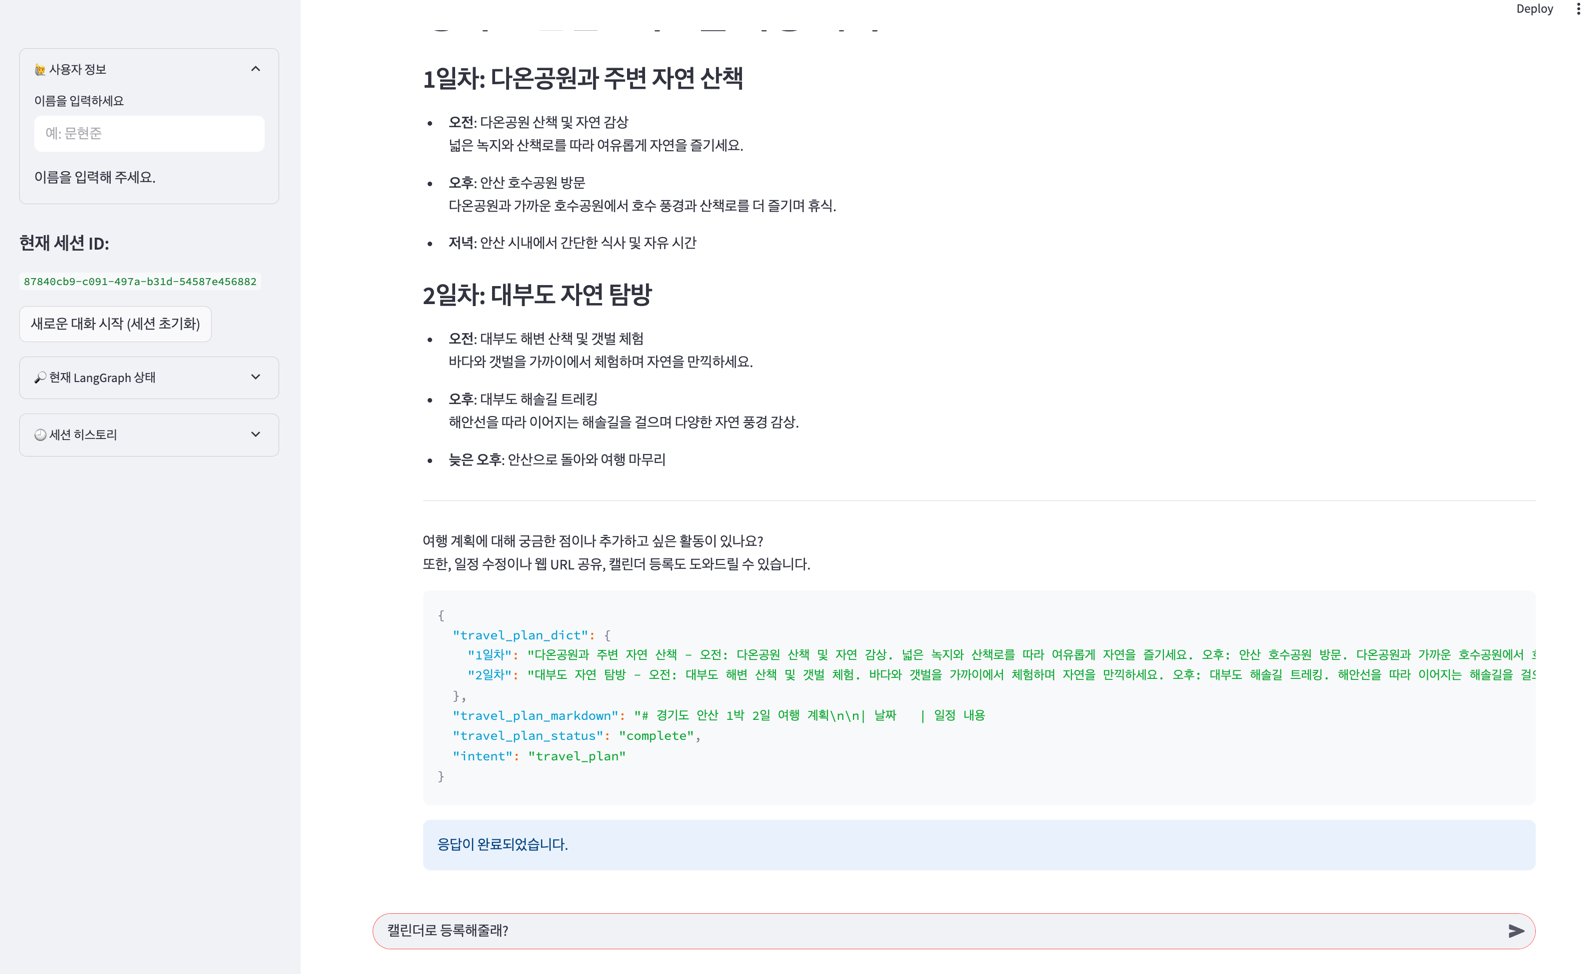 Deploy
사용자 정보
이름을 입력하세요
예: 문현준
이름을 입력해 주세요.
현재 세션 ID:
87840cb9-c091-497a-b31d-54587e456882
새로운 대화 시작 (세션 초기화)
현재 LangGraph 상태
세션 히스토리
1일차: 다온공원과 주변 자연 산책
• 오전: 다온공원 산책 및 자연 감상
넓은 녹지와 산책로를 따라 여유롭게 자연을 즐기세요.
• 오후: 안산 호수공원 방문
다온공원과 가까운 호수공원에서 호수 풍경과 산책로를 더 즐기며 휴식.
• 저녁: 안산 시내에서 간단한 식사 및 자유 시간
2일차: 대부도 자연 탐방
• 오전: 대부도 해변 산책 및 갯벌 체험
바다와 갯벌을 가까이에서 체험하며 자연을 만끽하세요.
• 오후: 대부도 해솔길 트레킹
해안선을 따라 이어지는 해솔길을 걸으며 다양한 자연 풍경 감상.
• 늦은 오후: 안산으로 돌아와 여행 마무리
여행 계획에 대해 궁금한 점이나 추가하고 싶은 활동이 있나요?
또한, 일정 수정이나 웹 URL 공유, 캘린더 등록도 도와드릴 수 있습니다.
{
"travel_plan_dict": {
"1일차": "다온공원과 주변 자연 산책 - 오전: 다온공원 산책 및 자연 감상. 넓은 녹지와 산책로를 따라 여유롭게 자연을 즐기세요. 오후: 안산 호수공원 방문. 다온공원과 가까운 호수공원에서
"2일차": "대부도 자연 탐방 - 오전: 대부도 해변 산책 및 갯벌 체험. 바다와 갯벌을 가까이에서 체험하며 자연을 만끽하세요. 오후: 대부도 해솔길 트레킹. 해안선을 따라 이어지는 해솔길을
},
"travel_plan_markdown": "# 경기도 안산 1박 2일 여행 계획\n\n| 날짜 | 일정 내용
"travel_plan_status": "complete",
"intent": "travel_plan"
}
응답이 완료되었습니다.
캘린더로 등록해줄래?